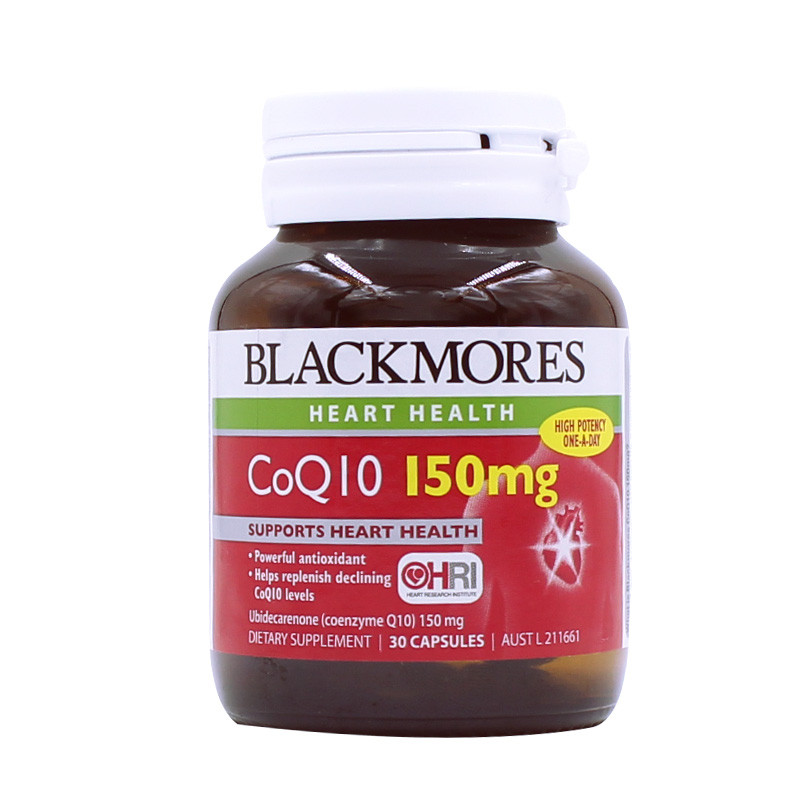 BLACKMORES
HEART HEALTH
HIGH POTENCY
ONE-A-DAY
CoQ10 150mg
SUPPORTS HEART HEALTH
• Powerful antioxidant
• Helps replenish declining
CoQ10 levels
HRI
HEART RESEARCH INSTITUTE
Ubidecarenone (coenzyme Q10) 150 mg
DIETARY SUPPLEMENT | 30 CAPSULES | AUST L 211661